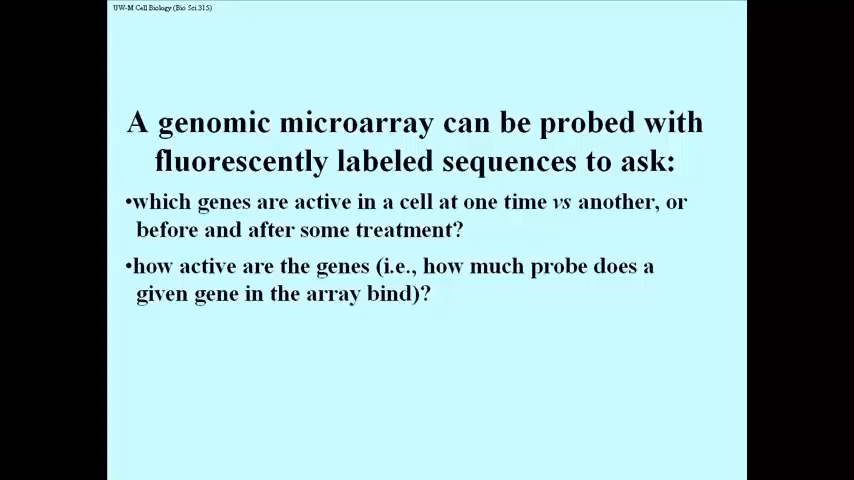 UW-M Cell Biology (Bio Sci 315)
A genomic microarray can be probed with
fluorescently labeled sequences to ask:
•which genes are active in a cell at one time vs another, or
before and after some treatment?
•how active are the genes (i.e., how much probe does a
given gene in the array bind)?